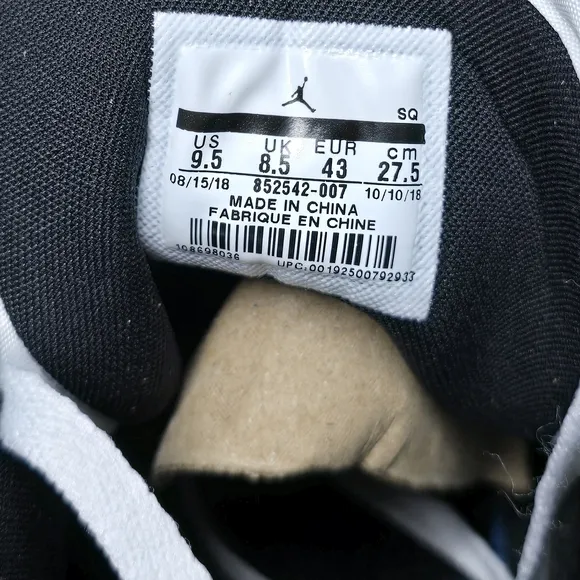 SQ
US UK EUR cm
9.5 8.5 43 27.5
08/15/18 852542-007 10/10/18
MADE IN CHINA
FABRIQUE EN CHINE
108698036 UPC:00192500792933